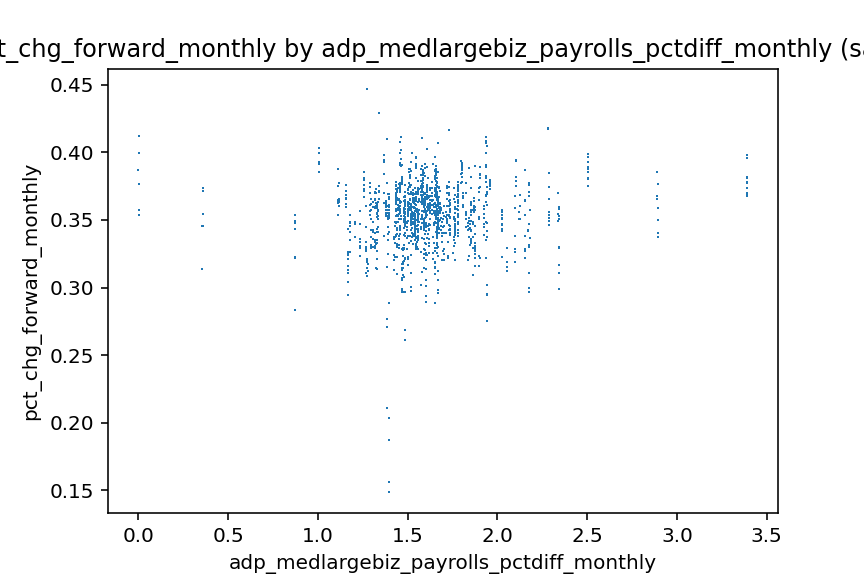 t_chg_forward_monthly by adp_medlargebiz_payrolls_pctdiff_monthly (sa
0.45
0.40
0.35
0.30
0.25
0.20
0.15
pct_chg_forward_monthly
0.0 0.5 1.0 1.5 2.0 2.5 3.0 3.5
adp_medlargebiz_payrolls_pctdiff_monthly